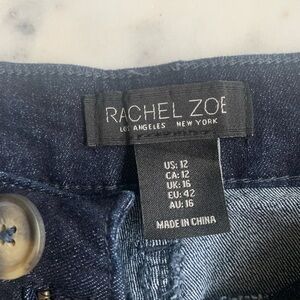 RACHEL ZOE
LOS ANGELES NEW YORK
US: 12
CA: 12
UK: 16
EU: 42
AU: 16
MADE IN CHINA